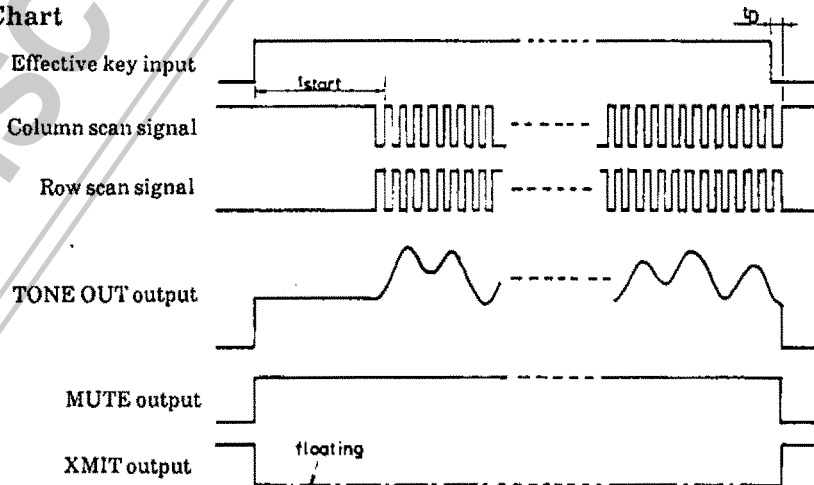 Chart
tD
Effective key input
tstart
Column scan signal
Row scan signal
TONE OUT output
MUTE output
floating
XMIT output